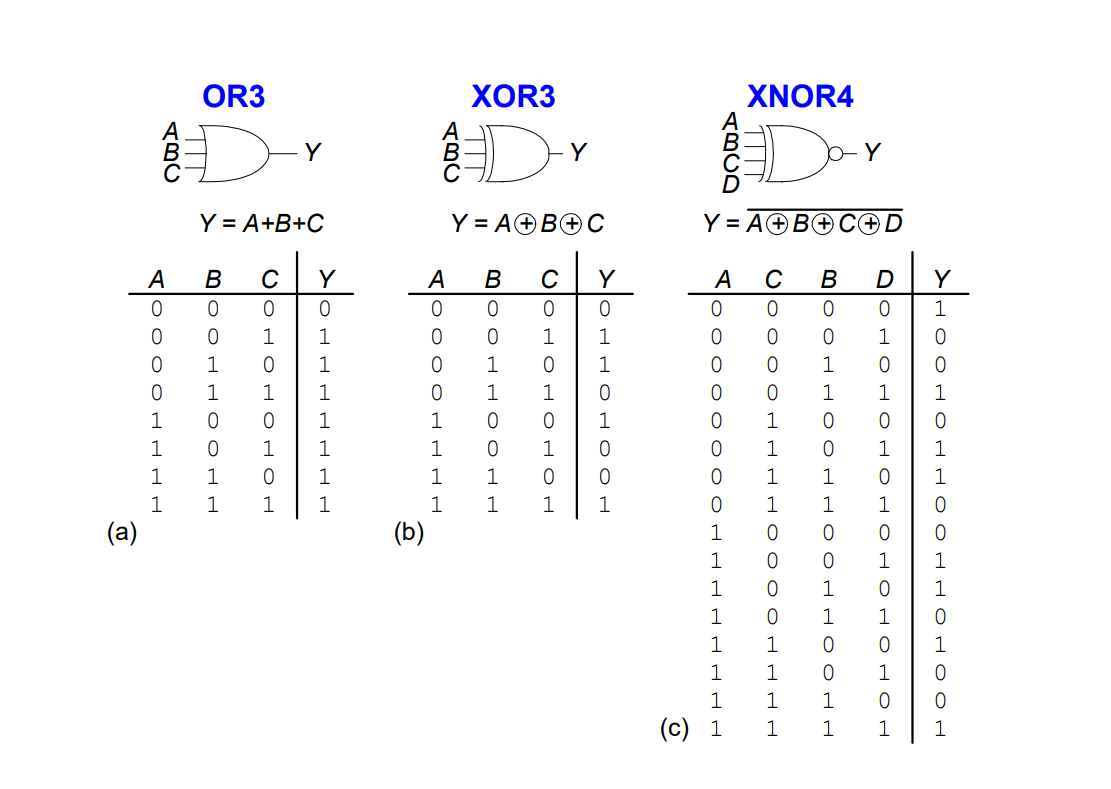 OR3
A
B
C
Y
Y = A+B+C
A B C Y
0 0 0 0
0 0 1 1
0 1 0 1
0 1 1 1
1 0 0 1
1 0 1 1
1 1 0 1
1 1 1 1
(a)
XOR3
A
B
C
Y
Y = A⊕B⊕C
A B C Y
0 0 0 0
0 0 1 1
0 1 0 1
0 1 1 0
1 0 0 1
1 0 1 0
1 1 0 0
1 1 1 1
(b)
XNOR4
A
B
C
D
Y
Y = A⊕B⊕C⊕D
A C B D Y
0 0 0 0 1
0 0 0 1 0
0 0 1 0 0
0 0 1 1 1
0 1 0 0 0
0 1 0 1 1
0 1 1 0 1
0 1 1 1 0
1 0 0 0 0
1 0 0 1 1
1 0 1 0 1
1 0 1 1 0
1 1 0 0 1
1 1 0 1 0
1 1 1 0 0
1 1 1 1 1
(c)